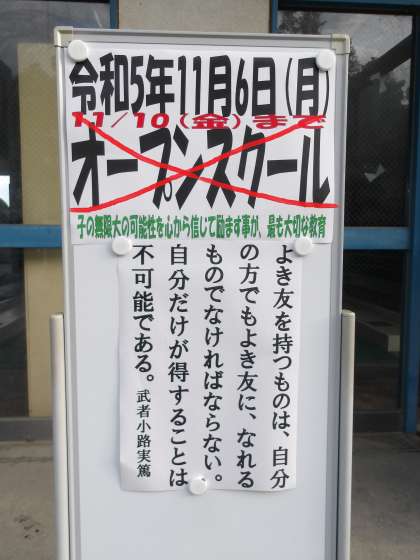 令和5年11月6日(月)
11/10(金)まで
オープンスクール
子の無限大の可能性を心から信じて励ます事が、最も大切な教育
よき友を持つものは、自分
の方でもよき友に、なれる
ものでなければならない。
自分だけが得することは
不可能である。武者小路実篤